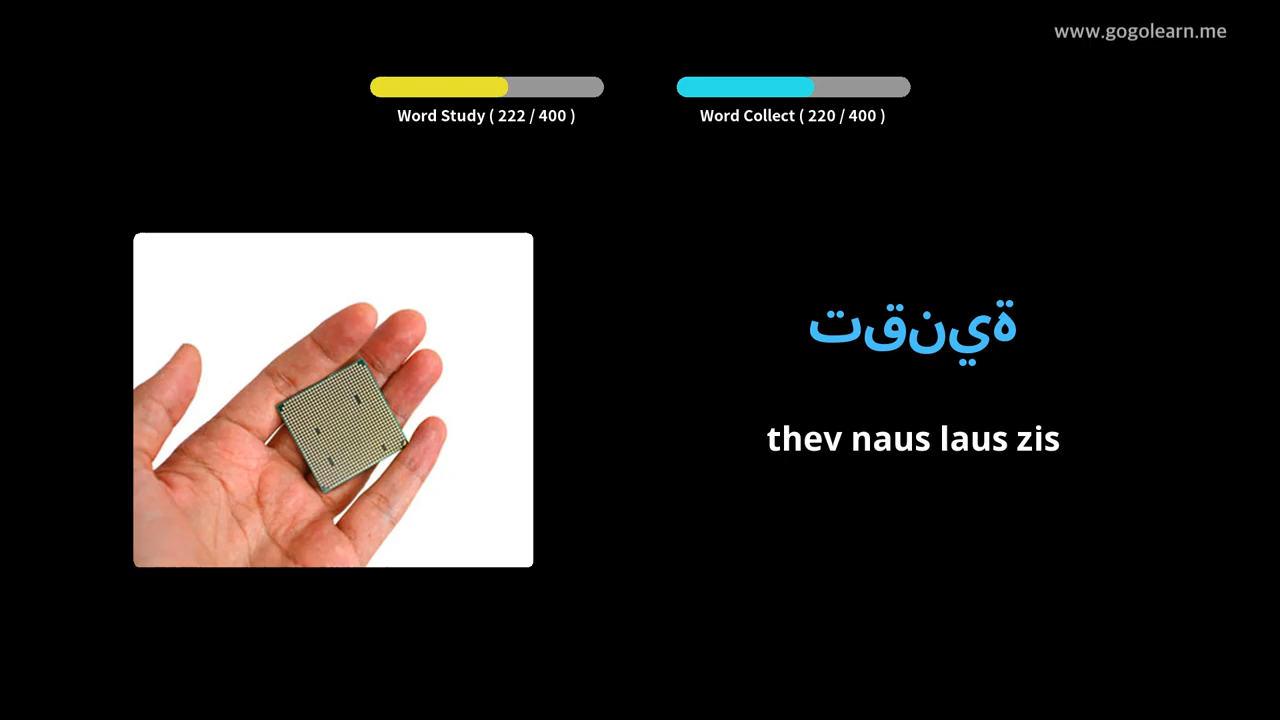 www.gogolearn.me
Word Study ( 222 / 400 )
Word Collect ( 220 / 400 )
تقنية
thev naus laus zis